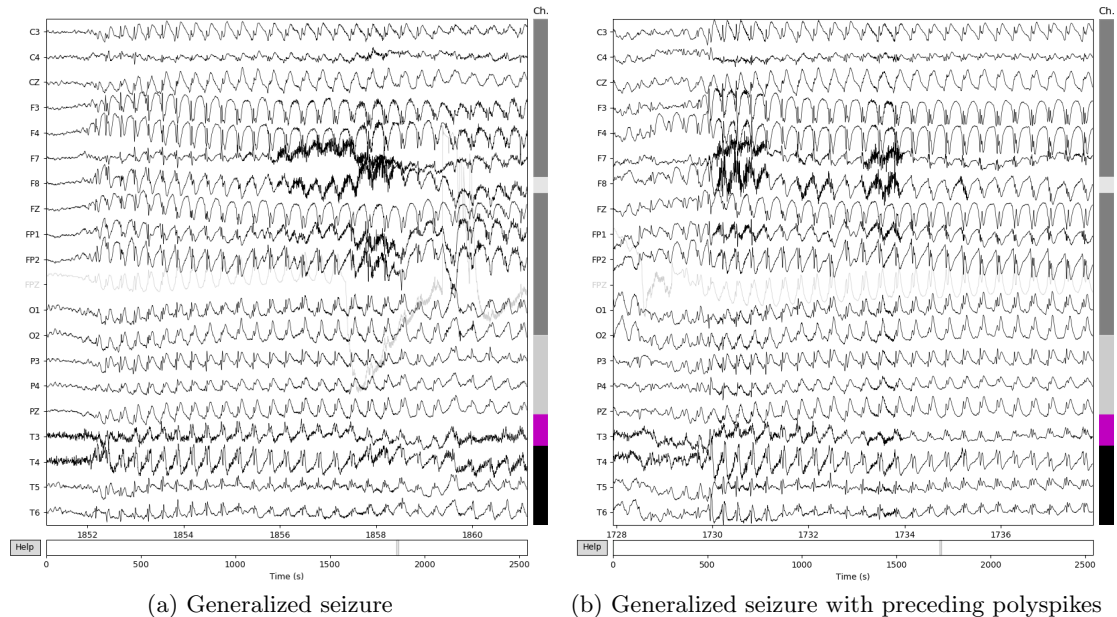 Ch.
C3
C4
CZ
F3
F4
F7
F8
FZ
FP1
FP2
FPZ
O1
O2
P3
P4
PZ
T3
T4
T5
T6
1852 1854 1856 1858 1860
Help
0 500 1000 1500 2000 2500
Time (s)
(a) Generalized seizure
Ch.
C3
C4
CZ
F3
F4
F7
F8
FZ
FP1
FP2
FPZ
O1
O2
P3
P4
PZ
T3
T4
T5
T6
1728 1730 1732 1734 1736
Help
0 500 1000 1500 2000 2500
Time (s)
(b) Generalized seizure with preceding polyspikes